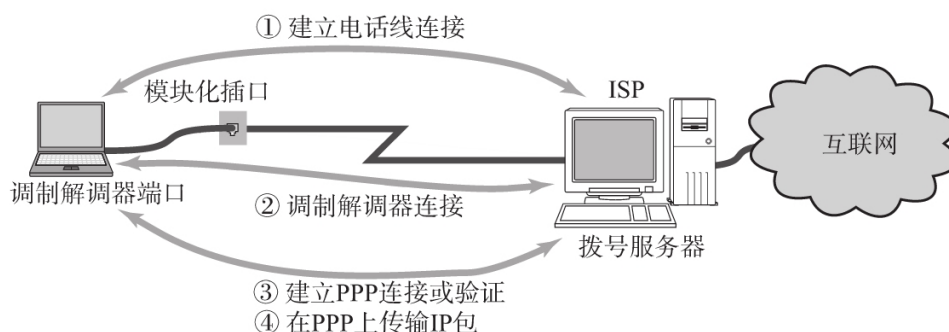 ① 建立电话线连接
模块化插口
ISP
互联网
调制解调器端口
② 调制解调器连接
拨号服务器
③ 建立PPP连接或验证
④ 在PPP上传输IP包